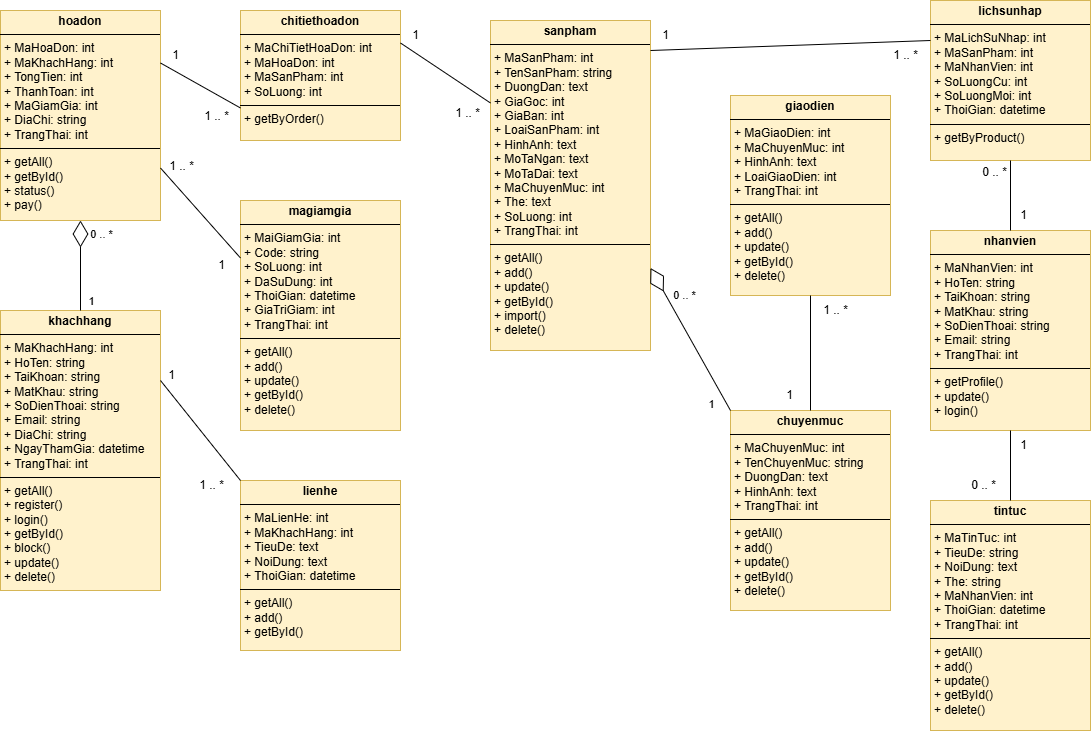 hoadon
+ MaHoaDon: int
+ MaKhachHang: int
+ TongTien: int
+ ThanhToan: int
+ MaGiamGia: int
+ DiaChi: string
+ TrangThai: int
+ getAll()
+ getById()
+ status()
+ pay()
1
1 .. *
chitiethoadon
+ MaChiTietHoaDon: int
+ MaHoaDon: int
+ MaSanPham: int
+ SoLuong: int
+ getByOrder()
1
1 .. *
sanpham
+ MaSanPham: int
+ TenSanPham: string
+ DuongDan: text
+ GiaGoc: int
+ GiaBan: int
+ LoaiSanPham: int
+ HinhAnh: text
+ MoTaNgan: text
+ MoTaDai: text
+ MaChuyenMuc: int
+ The: text
+ SoLuong: int
+ TrangThai: int
+ getAll()
+ add()
+ update()
+ getById()
+ import()
+ delete()
1
1 .. *
lichsunhap
+ MaLichSuNhap: int
+ MaSanPham: int
+ MaNhanVien: int
+ SoLuongCu: int
+ SoLuongMoi: int
+ ThoiGian: datetime
+ getByProduct()
0 .. *
1
giaodien
+ MaGiaoDien: int
+ MaChuyenMuc: int
+ HinhAnh: text
+ LoaiGiaoDien: int
+ TrangThai: int
+ getAll()
+ add()
+ update()
+ getById()
+ delete()
1 .. *
1
1 .. *
1
magiamgia
+ MaiGiamGia: int
+ Code: string
+ SoLuong: int
+ DaSuDung: int
+ ThoiGian: datetime
+ GiaTriGiam: int
+ TrangThai: int
+ getAll()
+ add()
+ update()
+ getById()
+ delete()
0 .. *
1
nhanvien
+ MaNhanVien: int
+ HoTen: string
+ TaiKhoan: string
+ MatKhau: string
+ SoDienThoai: string
+ Email: string
+ TrangThai: int
+ getProfile()
+ update()
+ login()
1
0 .. *
0 .. *
1
khachhang
+ MaKhachHang: int
+ HoTen: string
+ TaiKhoan: string
+ MatKhau: string
+ SoDienThoai: string
+ Email: string
+ DiaChi: string
+ NgayThamGia: datetime
+ TrangThai: int
+ getAll()
+ register()
+ login()
+ getById()
+ block()
+ update()
+ delete()
1
1 .. *
chuyenmuc
+ MaChuyenMuc: int
+ TenChuyenMuc: string
+ DuongDan: text
+ HinhAnh: text
+ TrangThai: int
+ getAll()
+ add()
+ update()
+ getById()
+ delete()
lienhe
+ MaLienHe: int
+ MaKhachHang: int
+ TieuDe: text
+ NoiDung: text
+ ThoiGian: datetime
+ getAll()
+ add()
+ getById()
tintuc
+ MaTinTuc: int
+ TieuDe: string
+ NoiDung: text
+ The: string
+ MaNhanVien: int
+ ThoiGian: datetime
+ TrangThai: int
+ getAll()
+ add()
+ update()
+ getById()
+ delete()